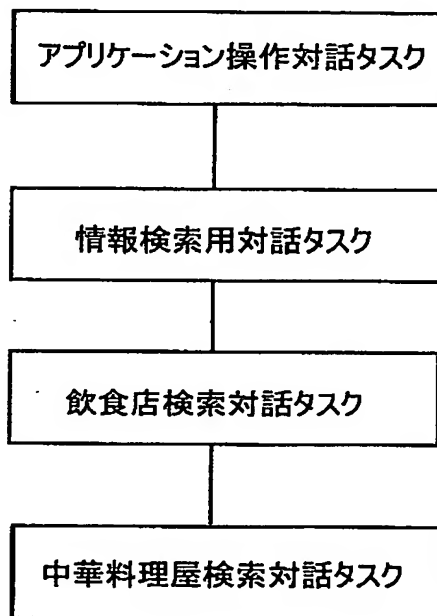 アプリケーション操作対話タスク
情報検索用対話タスク
飲食店検索対話タスク
中華料理屋検索対話タスク